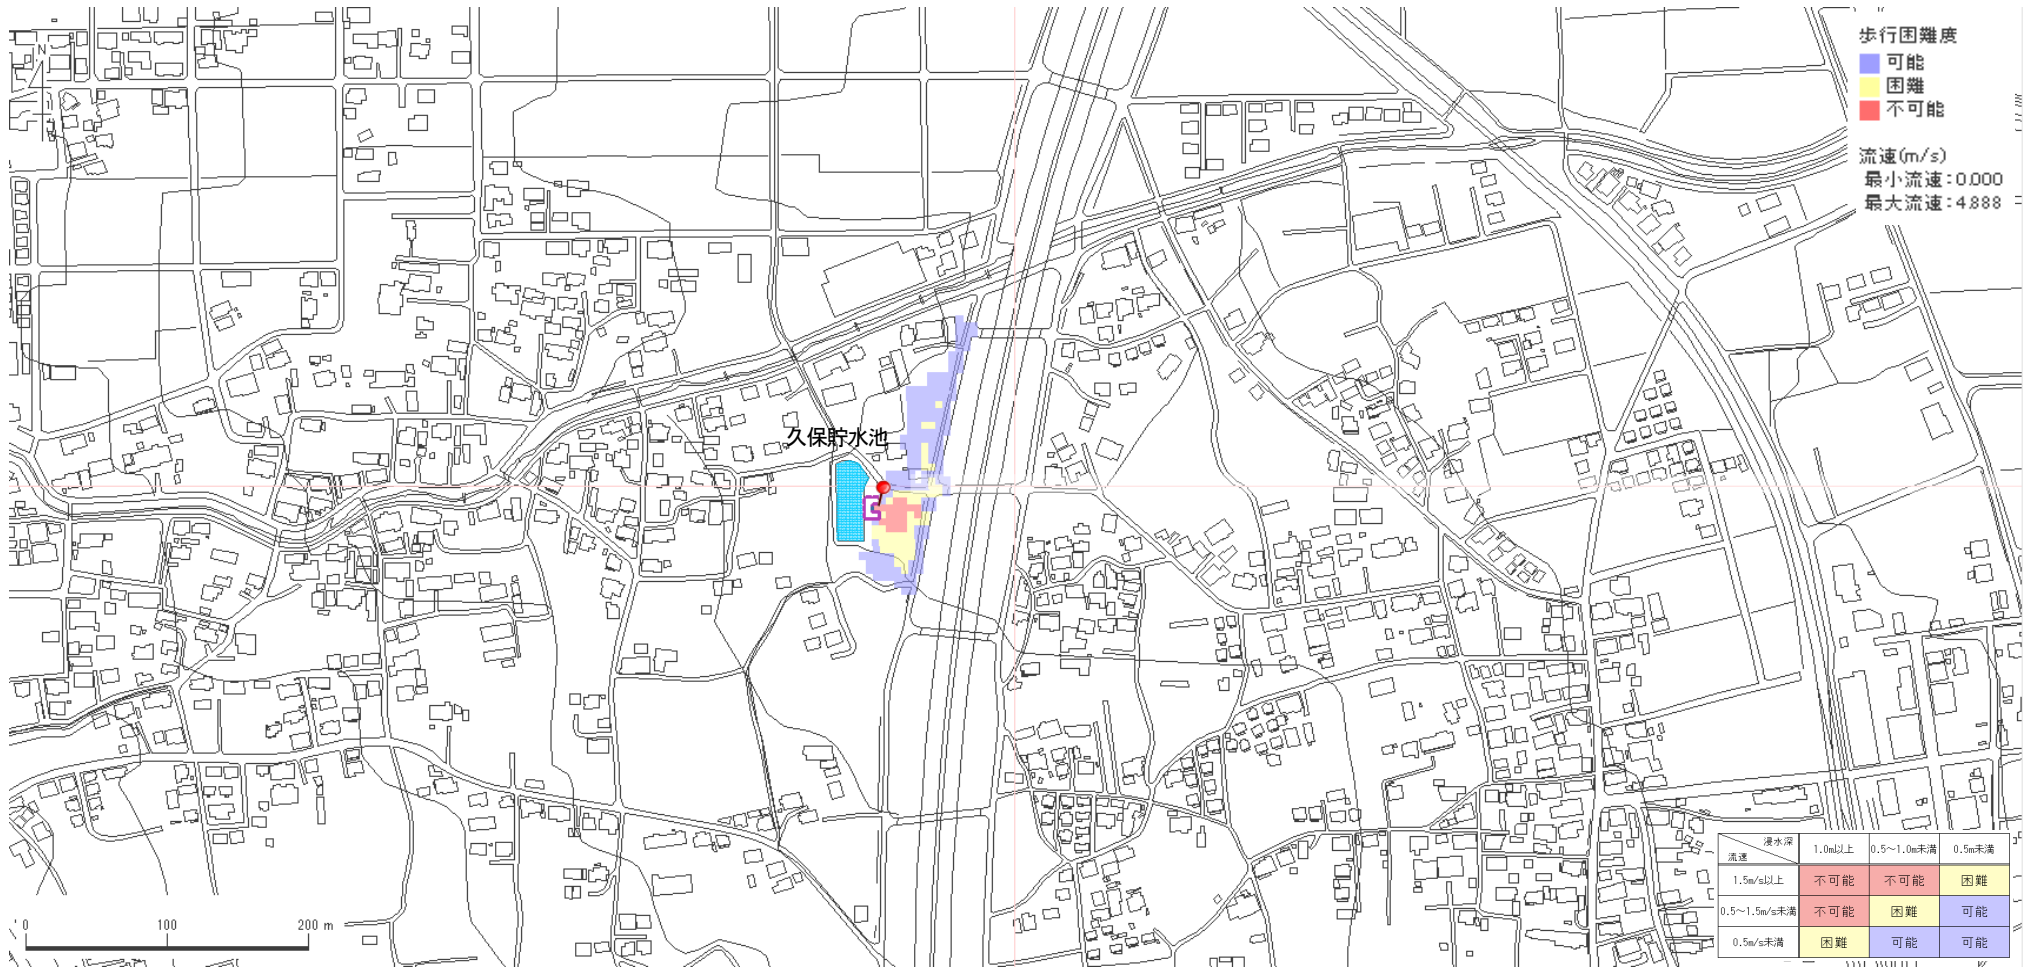 N
歩行困難度
可能
困難
不可能
流速(m/s)
最小流速:0.000
最大流速:4.888
久保貯水池
0 100 200 m
浸水深
流速
1.0m以上 0.5~1.0m未満 0.5m未満
1.5m/s以上 不可能 不可能 困難
0.5~1.5m/s未満 不可能 困難 可能
0.5m/s未満 困難 可能 可能